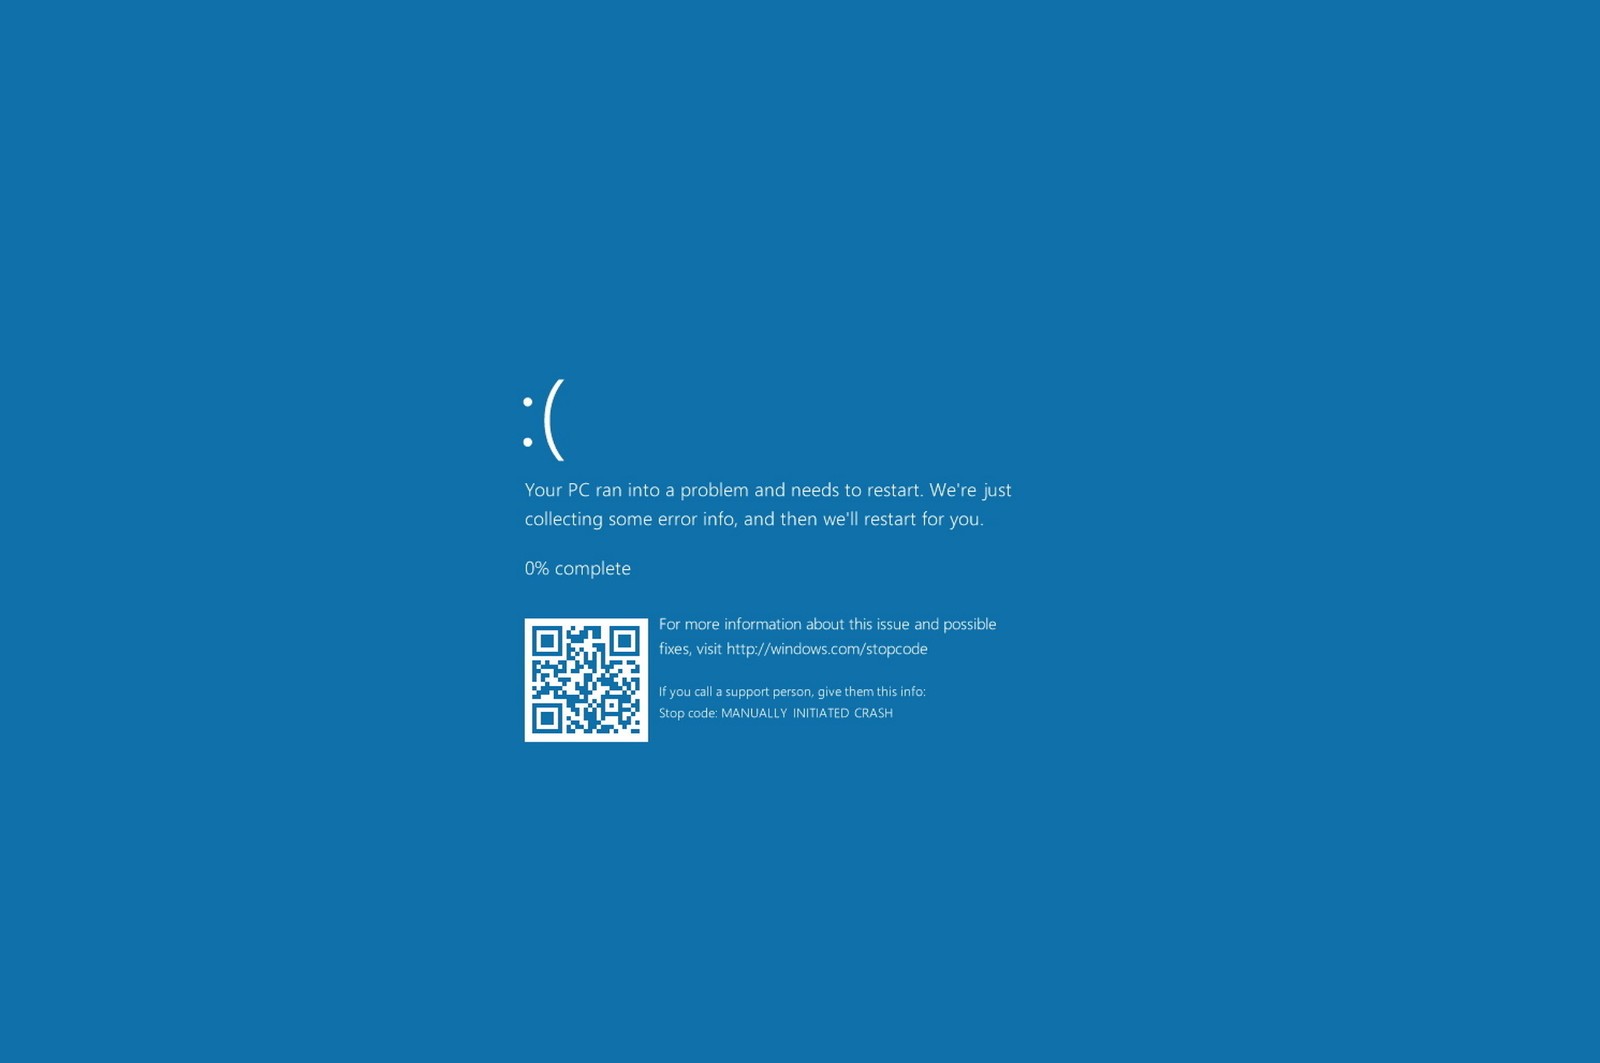 :(
Your PC ran into a problem and needs to restart. We're just
collecting some error info, and then we'll restart for you.
0% complete
For more information about this issue and possible
fixes, visit http://windows.com/stopcode
If you call a support person, give them this info:
Stop code: MANUALLY INITIATED CRASH